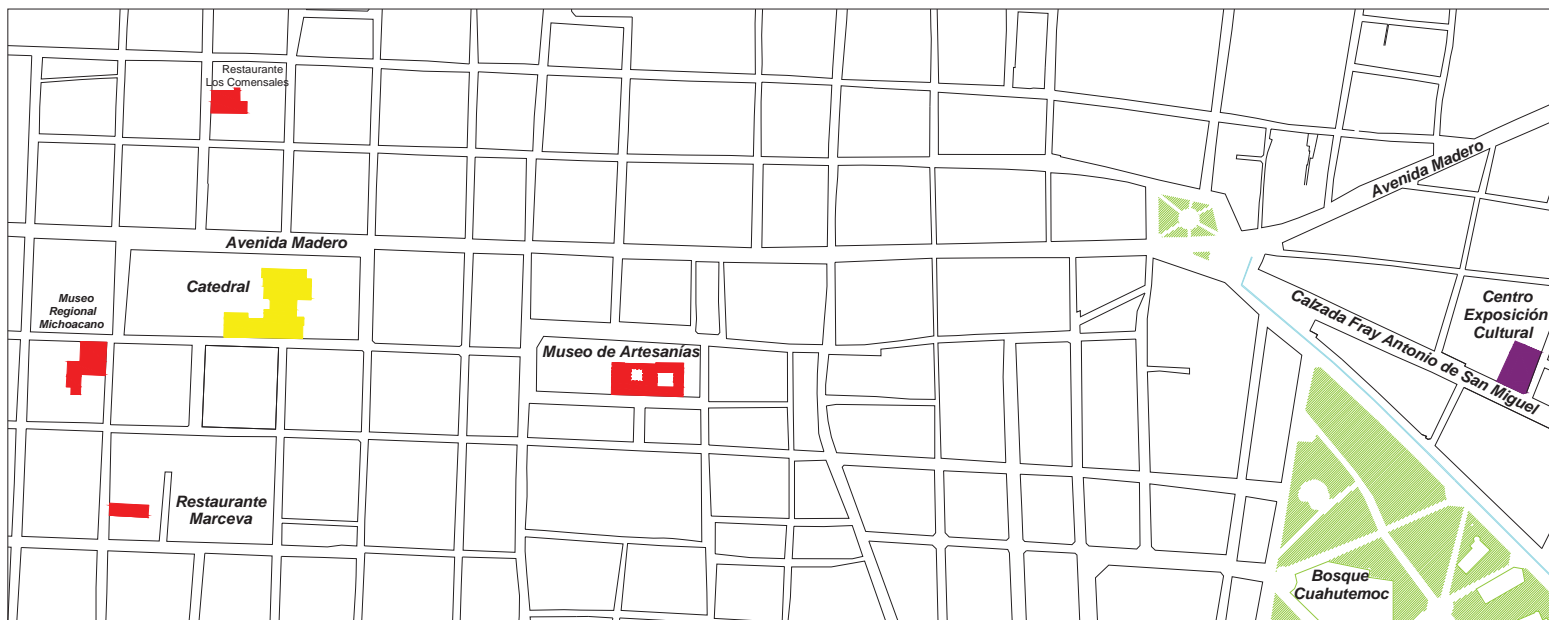 Restaurante
Los Comensales
Avenida Madero
Avenida Madero
Catedral
Museo
Regional
Michoacano
Centro
Exposición
Cultural
Calzada Fray Antonio de San Miguel
Museo de Artesanías
Restaurante
Marceva
Bosque
Cuahutemoc